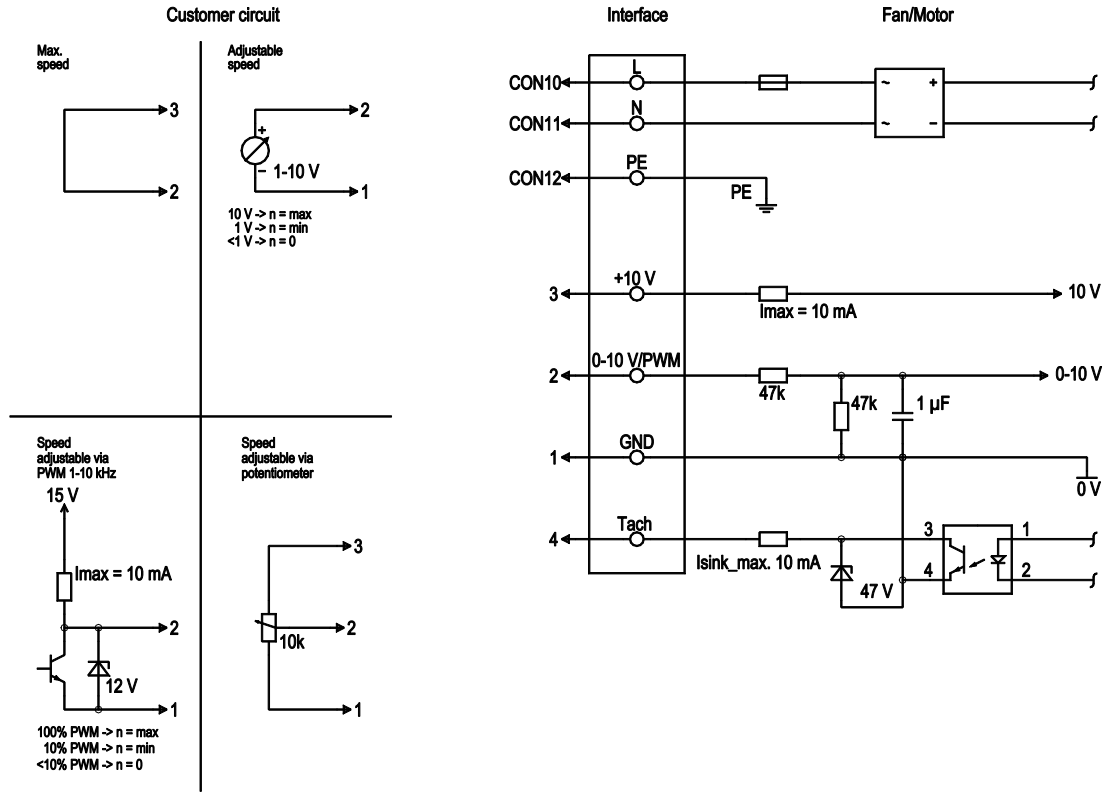 Customer circuit
Interface
Fan/Motor
Max.
speed
3
2
Adjustable
speed
2
+
−
1-10 V
1
10 V -> n = max
1 V -> n = min
<1 V -> n = 0
Speed
adjustable via
PWM 1-10 kHz
15 V
Imax = 10 mA
2
12 V
1
100% PWM -> n = max
10% PWM -> n = min
<10% PWM -> n = 0
Speed
adjustable via
potentiometer
3
2
10k
1
L
CON10
~
+
N
CON11
~
−
PE
CON12
PE
+10 V
3
10 V
Imax = 10 mA
0-10 V/PWM
2
0-10 V
47k
47k
1 µF
GND
1
0 V
Tach
4
3
1
Isink_max. 10 mA
4
2
47 V